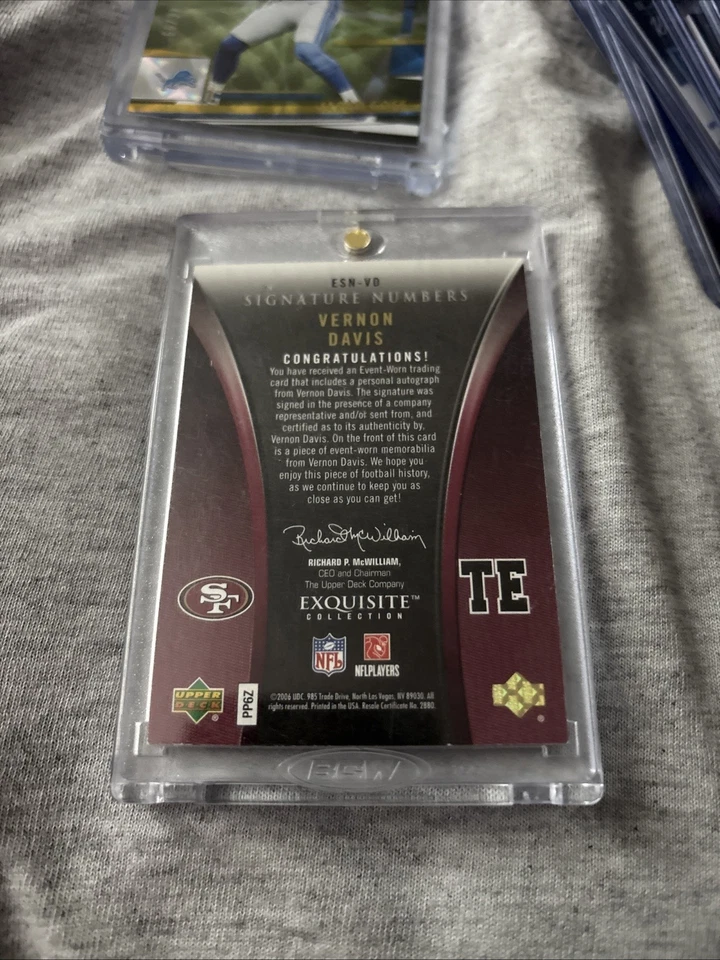 ESN-VD
SIGNATURE NUMBERS
VERNON
DAVIS
CONGRATULATIONS!
You have received an Event-Worn trading
card that includes a personal autograph
from Vernon Davis. The signature was
signed in the presence of a company
representative and/or sent from, and
certified as to its authenticity by,
Vernon Davis. On the front of this card
is a piece of event-worn memorabilia
from Vernon Davis. We hope you
enjoy this piece of football history,
as we continue to keep you as
close as you can get!
Richard McWilliam
RICHARD P. McWILLIAM,
CEO and Chairman
The Upper Deck Company
EXQUISITE™
COLLECTION
SF
TE
NFL
NFLPLAYERS
UPPER
DECK
®
PP6Z
©2006 UDC. 985 Trade Drive, North Las Vegas, NV 89030. All
rights reserved. Printed in the USA. Resale Certificate No. 2880.
®
BCW